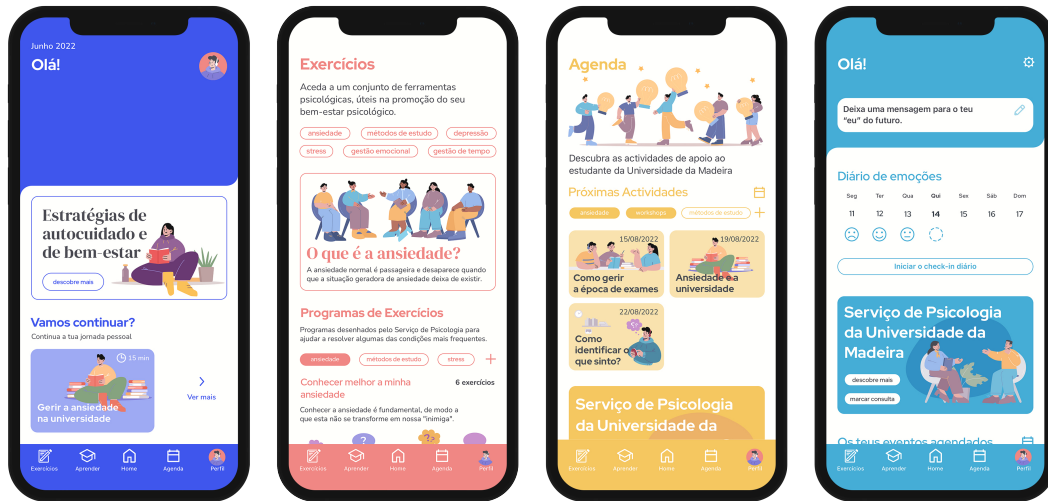 Junho 2022
Olá!
Estratégias de
autocuidado e
de bem-estar
descobre mais
Vamos continuar?
Continua a tua jornada pessoal
15 min
Gerir a ansiedade
na universidade
Ver mais
Exercícios
Aprender
Home
Agenda
Perfil
Exercícios
Aceda a um conjunto de ferramentas
psicológicas, úteis na promoção do seu
bem-estar psicológico.
ansiedade
métodos de estudo
depressão
stress
gestão emocional
gestão de tempo
O que é a ansiedade?
A ansiedade normal é passageira e desaparece quando
que a situação geradora de ansiedade deixa de existir.
Programas de Exercícios
Programas desenhados pelo Serviço de Psicologia para
ajudar a resolver algumas das condições mais frequentes.
ansiedade
métodos de estudo
stress
Conhecer melhor a minha
ansiedade
6 exercícios
Conhecer a ansiedade é fundamental, de modo a
que esta não se transforme em nossa "inimiga".
Exercícios
Aprender
Home
Agenda
Perfil
Agenda
Descubra as actividades de apoio ao
estudante da Universidade da Madeira
Próximas Actividades
ansiedade
workshops
métodos de estudo
15/08/2022
Como gerir
a época de exames
19/08/2022
Ansiedade e a
universidade
22/08/2022
Como
identificar o
que sinto?
Serviço de Psicologia
da Universidade da
Exercícios
Aprender
Home
Agenda
Perfil
Olá!
Deixa uma mensagem para o teu
"eu" do futuro.
Diário de emoções
Seg Ter Qua Qui Sex Sáb Dom
11 12 13 14 15 16 17
Iniciar o check-in diário
Serviço de Psicologia
da Universidade da
Madeira
descobre mais
marcar consulta
Os teus eventos agendados
Exercícios
Aprender
Home
Agenda
Perfil